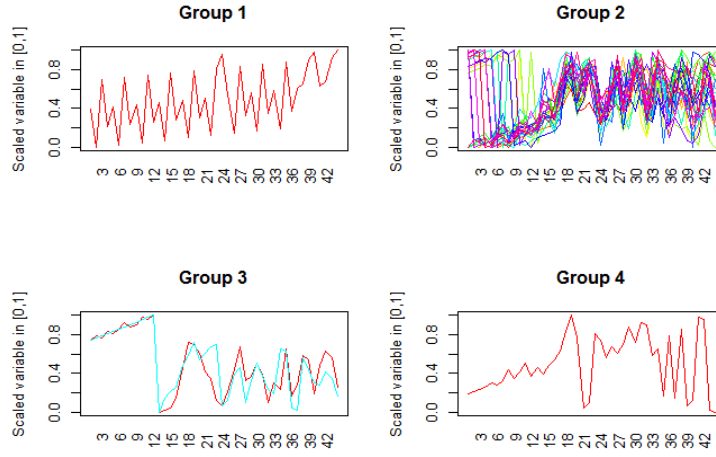 Group 1
Scaled variable in [0,1]
0.0 0.4 0.8
3 6 9 12 15 18 21 24 27 30 33 36 39 42
Group 2
Scaled variable in [0,1]
0.0 0.4 0.8
3 6 9 12 15 18 21 24 27 30 33 36 39 42
Group 3
Scaled variable in [0,1]
0.0 0.4 0.8
3 6 9 12 15 18 21 24 27 30 33 36 39 42
Group 4
Scaled variable in [0,1]
0.0 0.4 0.8
3 6 9 12 15 18 21 24 27 30 33 36 39 42